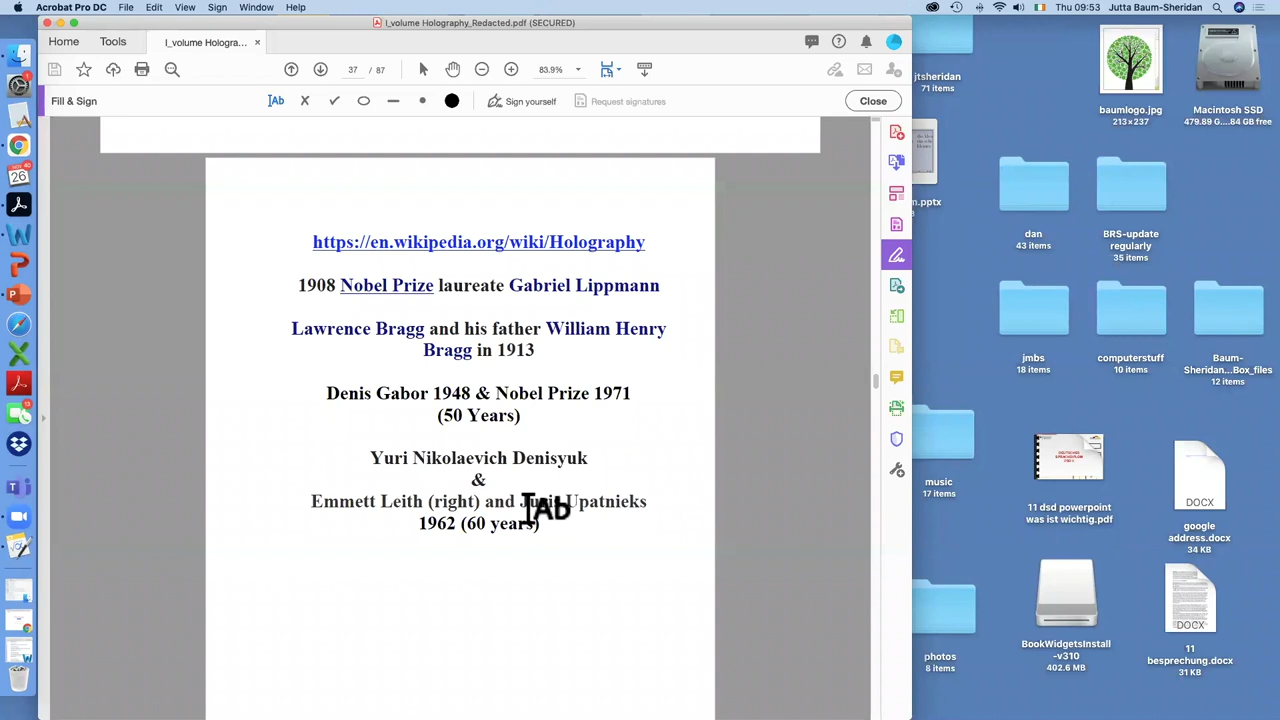 Acrobat Pro DC File Edit View Sign Window Help
Thu 09:53 Jutta Baum-Sheridan
I_volume Holography_Redacted.pdf (SECURED)
Home Tools I_volume Hologra... ×
37 / 87 83.9%
Fill & Sign
Ab Sign yourself Request signatures Close
https://en.wikipedia.org/wiki/Holography
1908 Nobel Prize laureate Gabriel Lippmann
Lawrence Bragg and his father William Henry
Bragg in 1913
Denis Gabor 1948 & Nobel Prize 1971
(50 Years)
Yuri Nikolaevich Denisyuk
&
Emmett Leith (right) and Juris Upatnieks
1962 (60 years)
Ab
jtsheridan
71 items
baumlogo.jpg
213×237
Macintosh SSD
479.89 G....84 GB free
m.pptx
dan
43 items
BRS-update
regularly
35 items
jmbs
18 items
computerstuff
10 items
Baum-
Sheridan...Box_files
12 items
music
17 items
11 dsd powerpoint
was ist wichtig.pdf
DOCX
google
address.docx
34 KB
photos
8 items
BookWidgetsInstall
-v310
402.6 MB
DOCX
11
besprechung.docx
31 KB